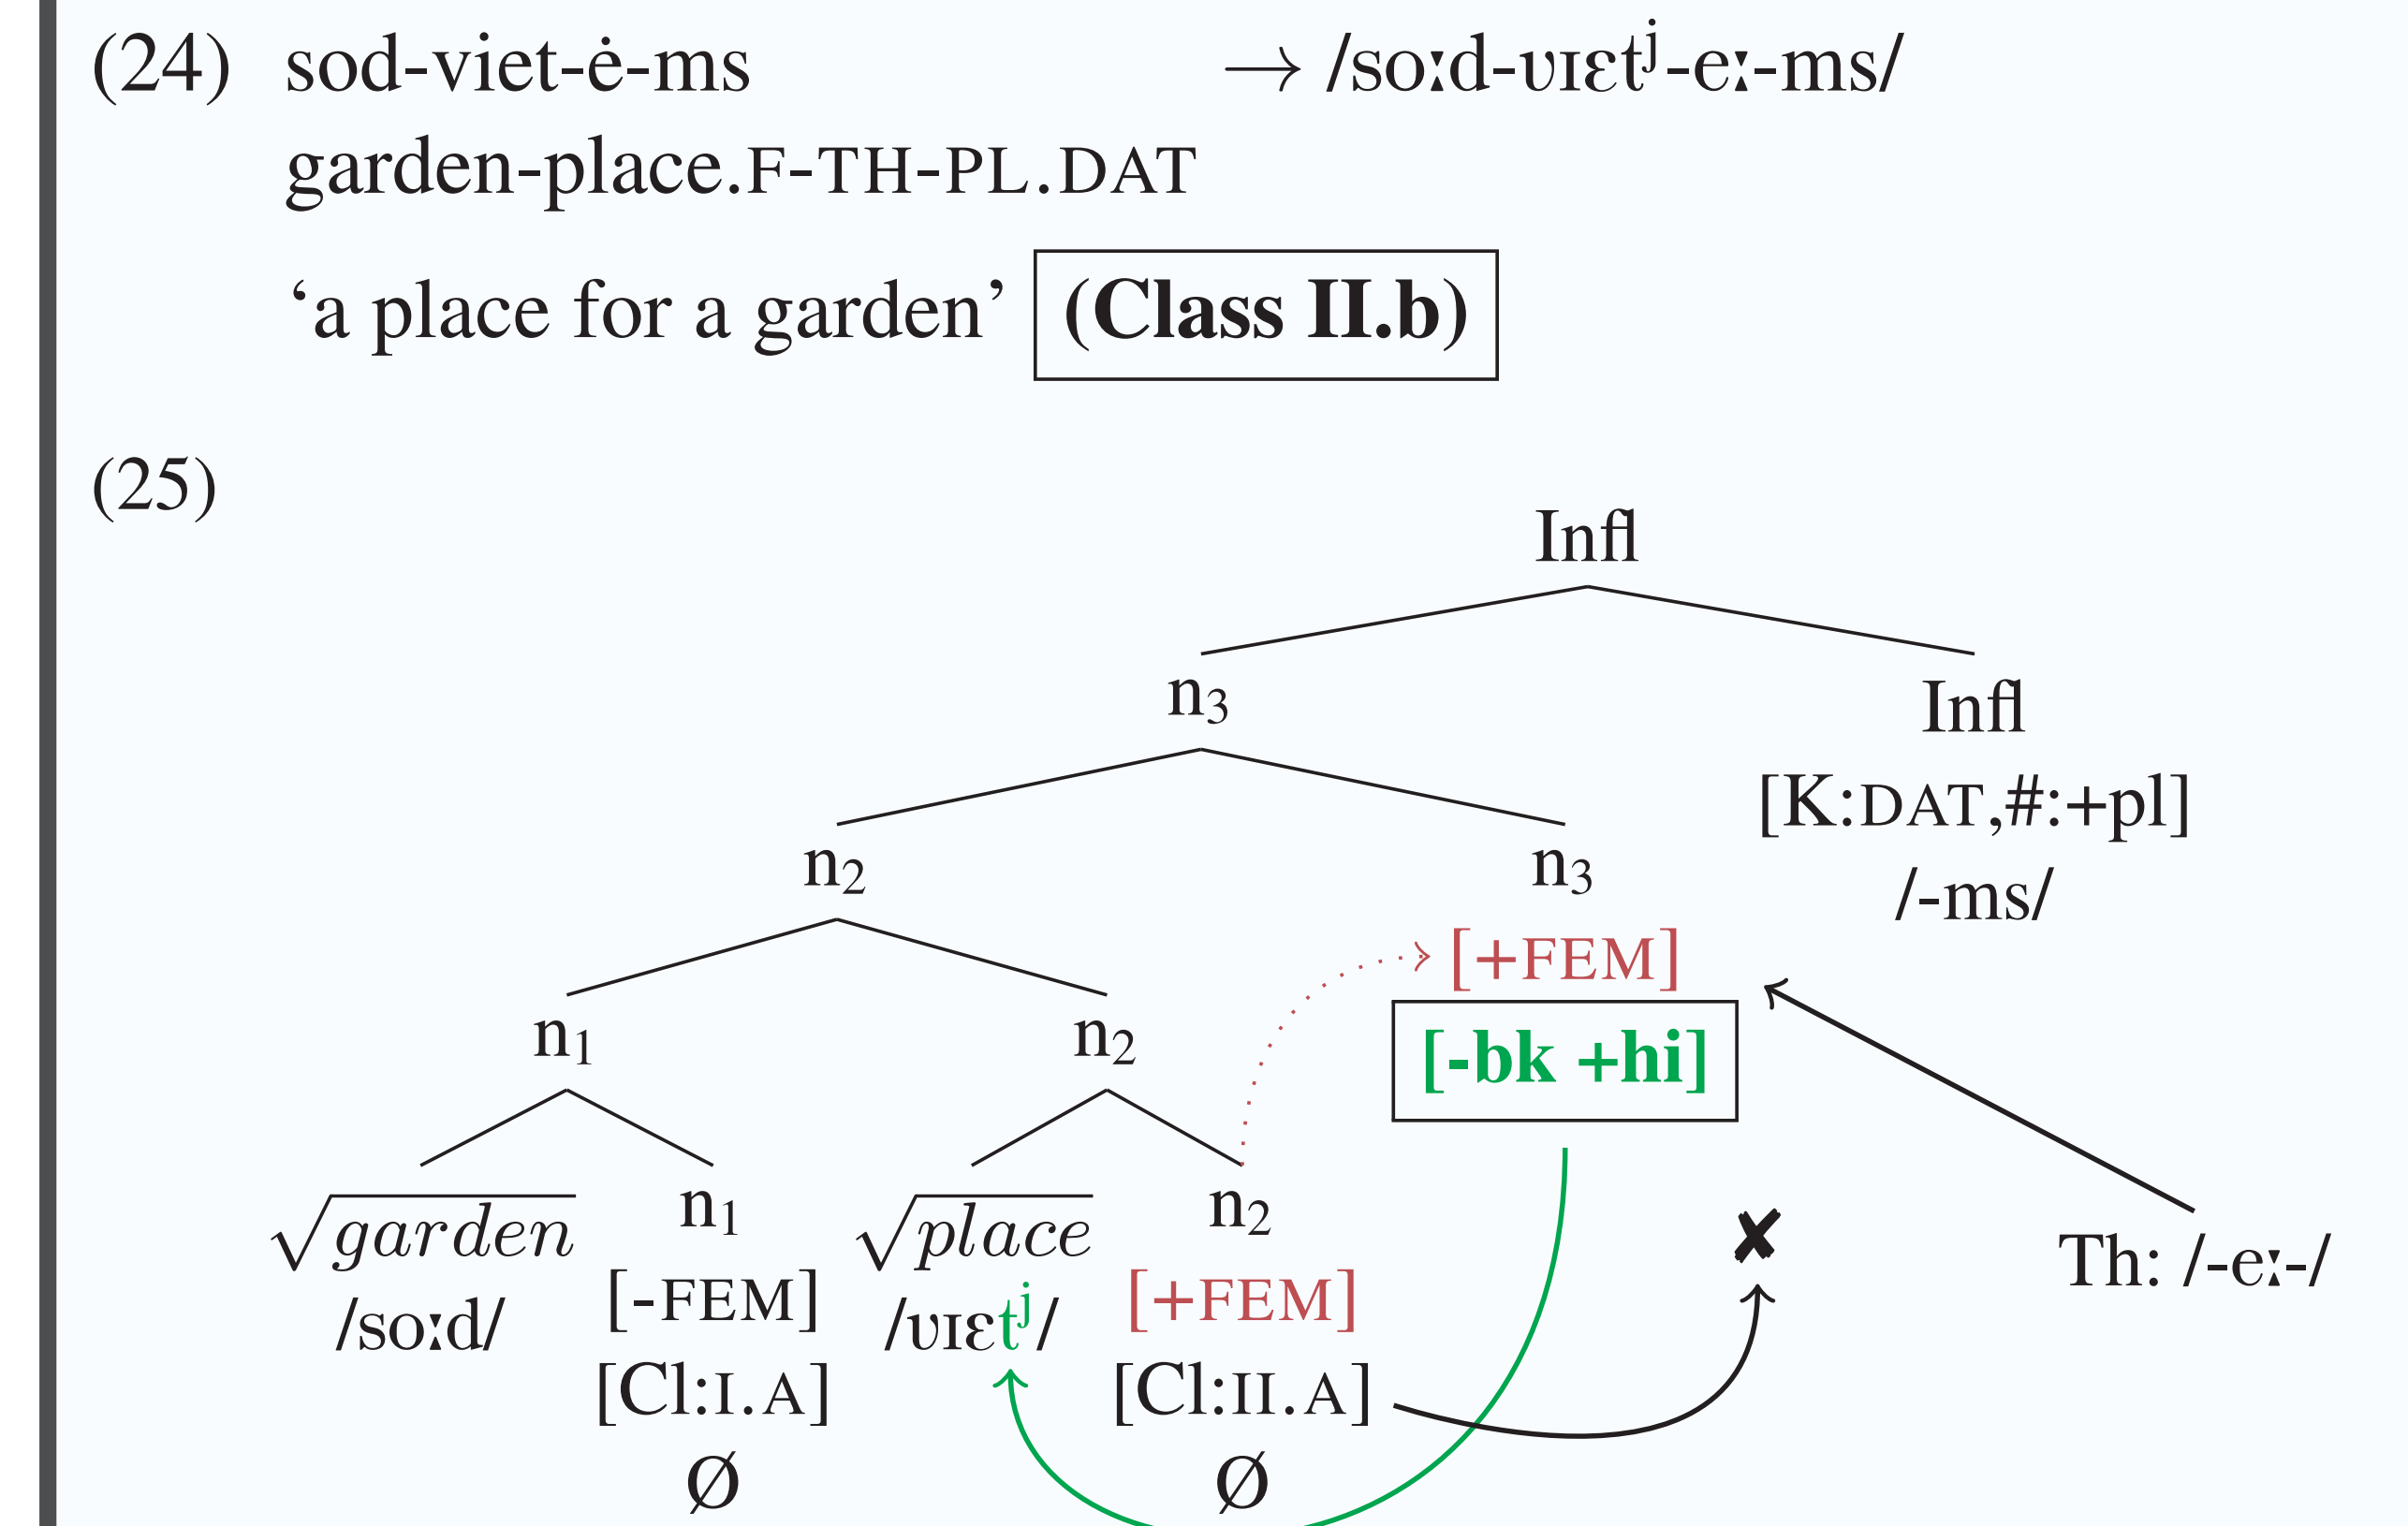 (24) sod-viet-ė-ms → /soːd-ʋɪɛtʲ-eː-ms/
garden-place.F-TH-PL.DAT
‘a place for a garden’ (Class II.b)
(25)
Infl
n₃ Infl
[K:DAT,#:+pl]
/-ms/
n₂ n₃
[+FEM]
[-bk +hi]
n₁ n₂
√garden n₁ √place n₂ ✘ Th: /-eː-/
/soːd/ [-FEM] /ʋɪɛtʲ/ [+FEM]
[Cl:I.A] [Cl:II.A]
Ø Ø